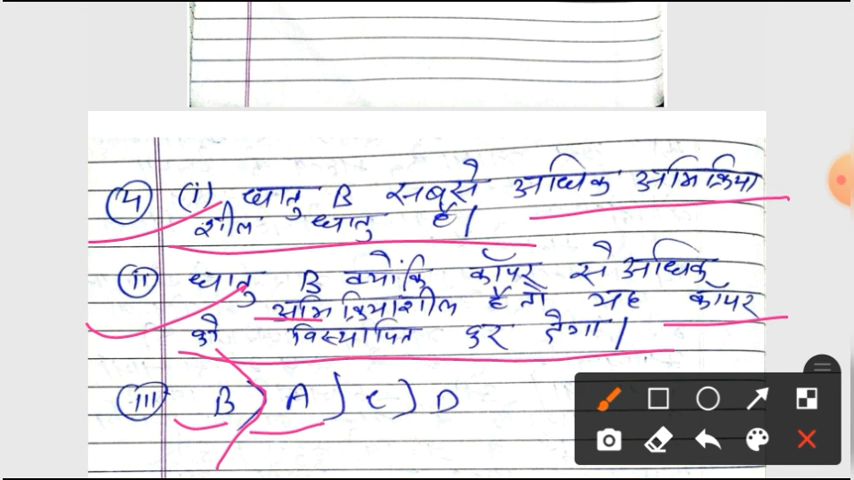 (4) (i) धातु B सबसे अधिक अभिक्रिया
शील धातु है।
(ii) धातु B क्योंकि कॉपर से अधिक
अभिक्रियाशील है तो यह कॉपर
को विस्थापित कर देगा।
(iii) B > A > C > D